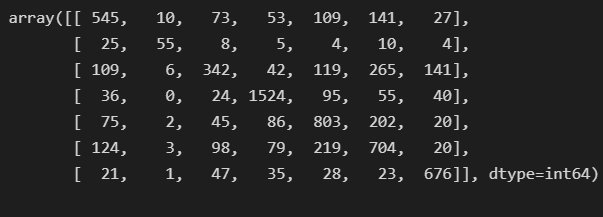 array([[ 545, 10, 73, 53, 109, 141, 27],
[ 25, 55, 8, 5, 4, 10, 4],
[ 109, 6, 342, 42, 119, 265, 141],
[ 36, 0, 24, 1524, 95, 55, 40],
[ 75, 2, 45, 86, 803, 202, 20],
[ 124, 3, 98, 79, 219, 704, 20],
[ 21, 1, 47, 35, 28, 23, 676]], dtype=int64)